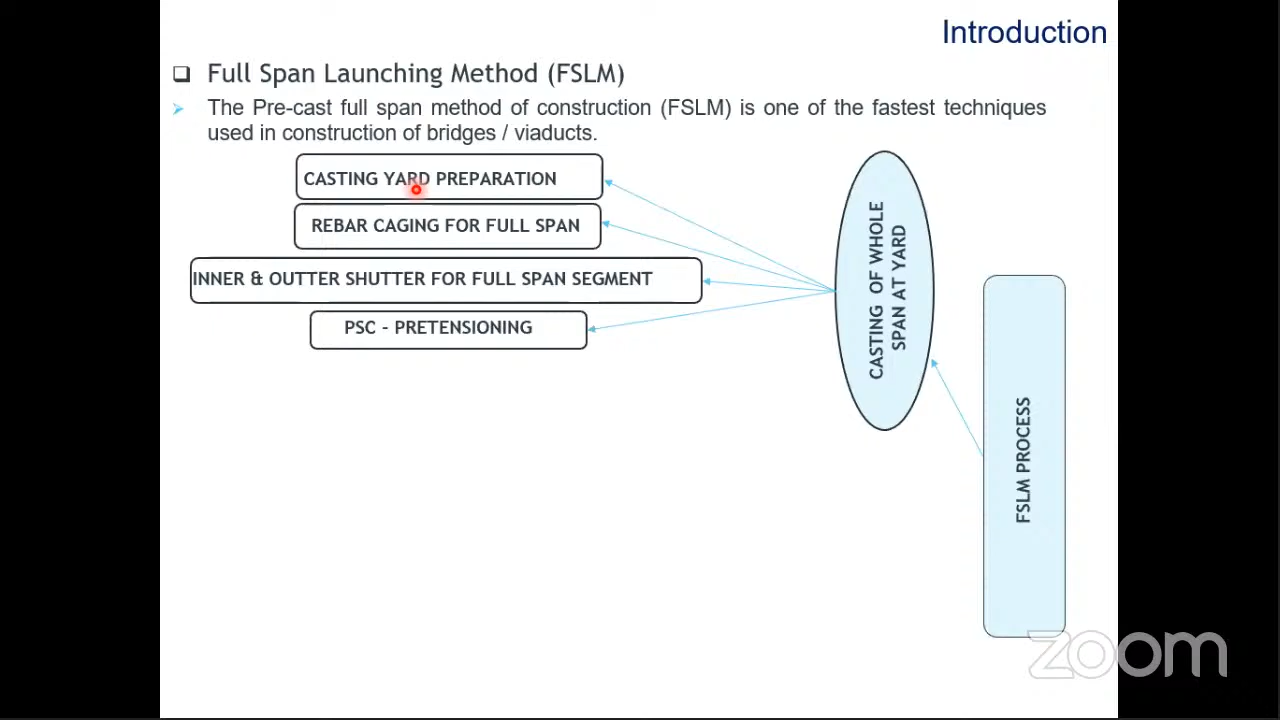 Introduction
Full Span Launching Method (FSLM)
The Pre-cast full span method of construction (FSLM) is one of the fastest techniques
used in construction of bridges / viaducts.
CASTING YARD PREPARATION
REBAR CAGING FOR FULL SPAN
INNER & OUTTER SHUTTER FOR FULL SPAN SEGMENT
PSC - PRETENSIONING
CASTING OF WHOLE
SPAN AT YARD
FSLM PROCESS
zoom